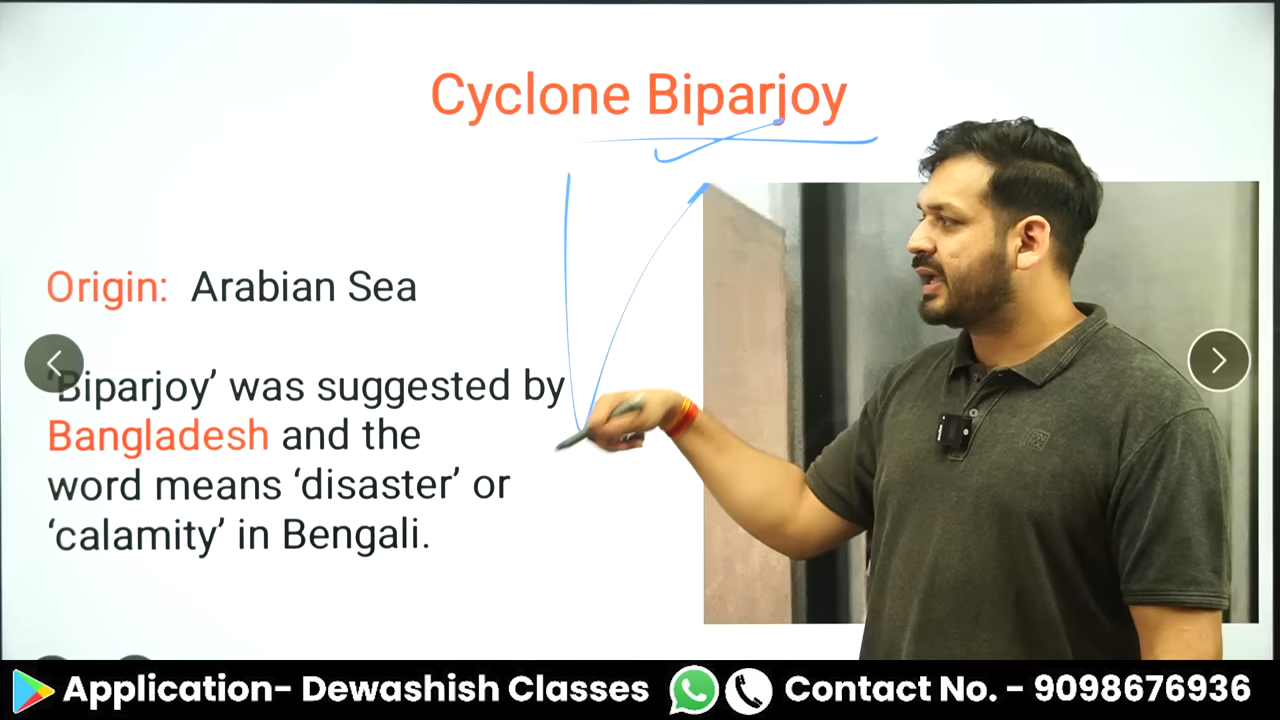 Cyclone Biparjoy
Origin: Arabian Sea
‘Biparjoy’ was suggested by
Bangladesh and the
word means ‘disaster’ or
‘calamity’ in Bengali.
Application- Dewashish Classes
Contact No. - 9098676936